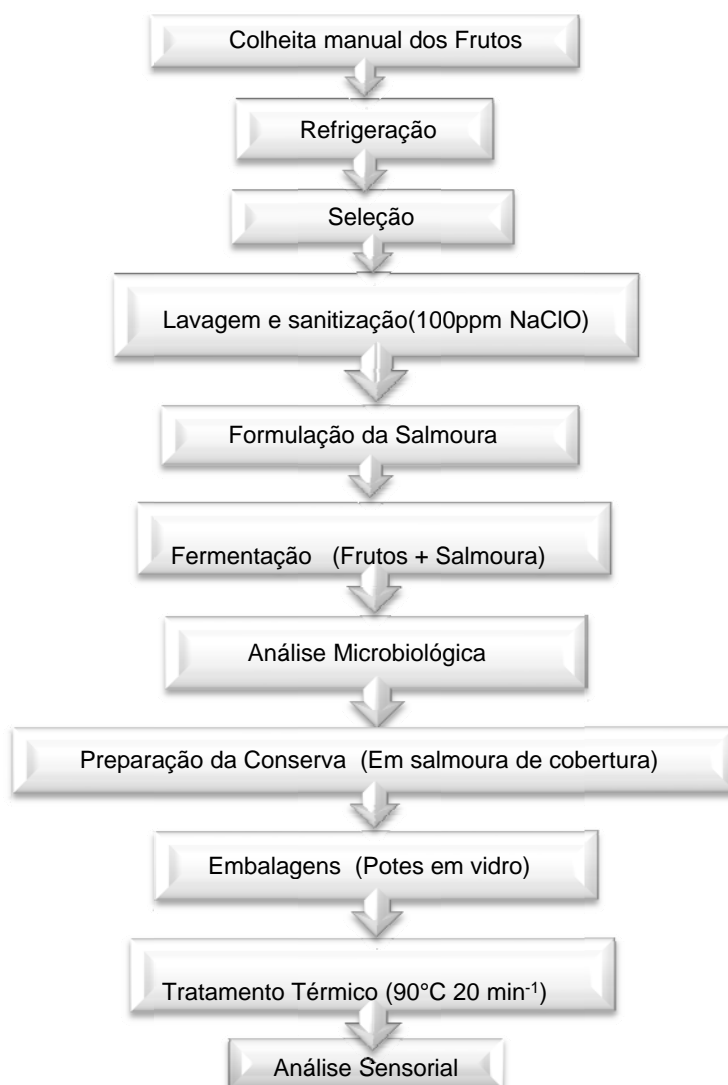 Colheita manual dos Frutos
Refrigeração
Seleção
Lavagem e sanitização(100ppm NaClO)
Formulação da Salmoura
Fermentação (Frutos + Salmoura)
Análise Microbiológica
Preparação da Conserva (Em salmoura de cobertura)
Embalagens (Potes em vidro)
Tratamento Térmico (90°C 20 min⁻¹)
Análise Sensorial